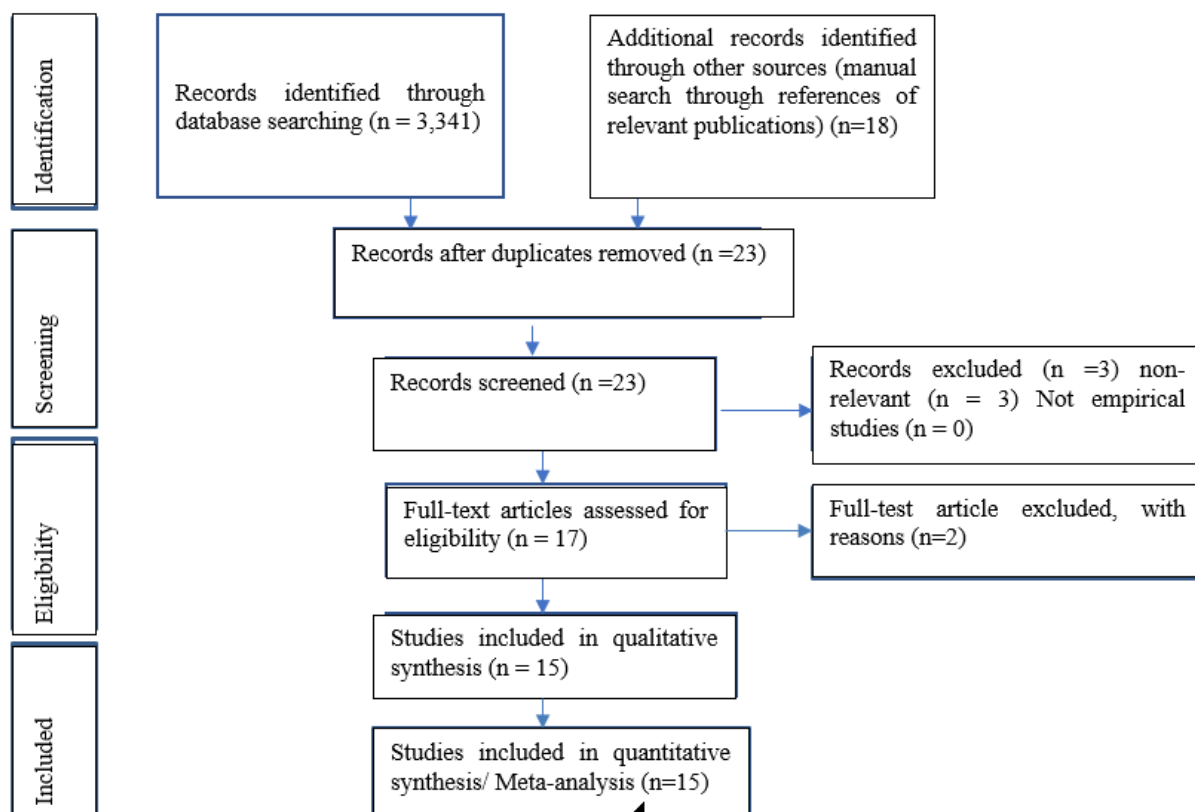 Identification
Records identified through
database searching (n = 3,341)
Additional records identified
through other sources (manual
search through references of
relevant publications) (n=18)
Records after duplicates removed (n =23)
Screening
Records screened (n =23)
Records excluded (n =3) non-
relevant (n = 3) Not empirical
studies (n = 0)
Eligibility
Full-text articles assessed for
eligibility (n = 17)
Full-test article excluded, with
reasons (n=2)
Studies included in qualitative
synthesis (n = 15)
Included
Studies included in quantitative
synthesis/ Meta-analysis (n=15)